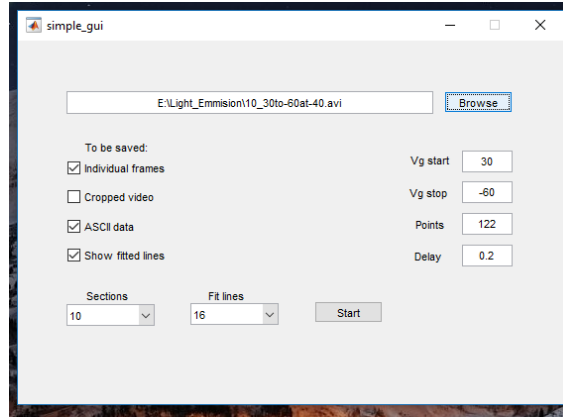 simple_gui
E:\Light_Emmision\10_30to-60at-40.avi
Browse
To be saved:
Individual frames
Cropped video
ASCII data
Show fitted lines
Vg start 30
Vg stop -60
Points 122
Delay 0.2
Sections
10
Fit lines
16
Start